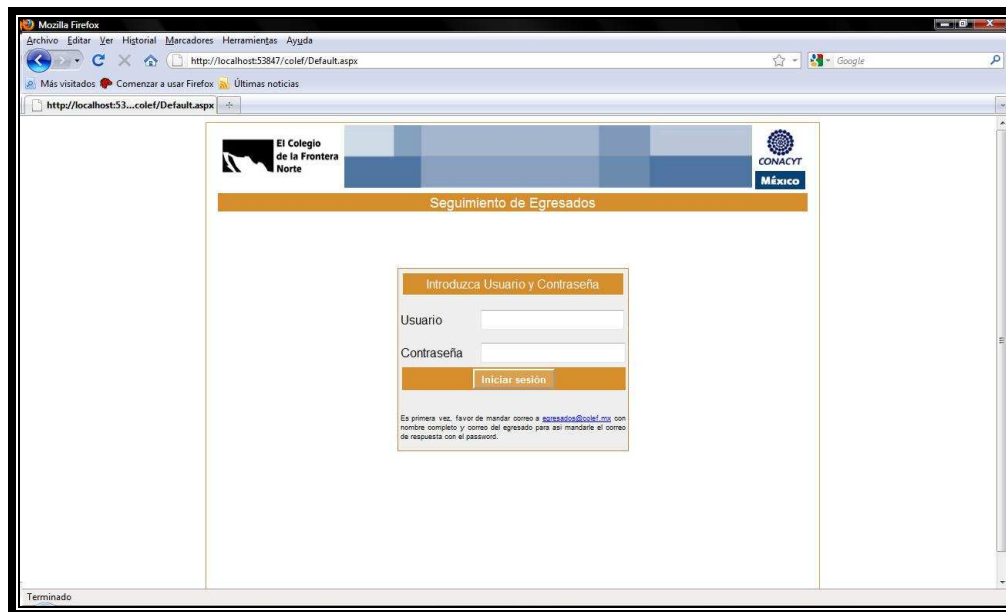 Mozilla Firefox
Archivo Editar Ver Historial Marcadores Herramientas Ayuda
http://localhost:53847/colef/Default.aspx
Google
Más visitados Comenzar a usar Firefox Últimas noticias
http://localhost:53...colef/Default.aspx
El Colegio
de la Frontera
Norte
CONACYT
México
Seguimiento de Egresados
Introduzca Usuario y Contraseña
Usuario
Contraseña
Iniciar sesión
Es primera vez, favor de mandar correo a egresados@colef.mx con
nombre completo y correo del egresado para asi mandarle el correo
de respuesta con el password.
Terminado